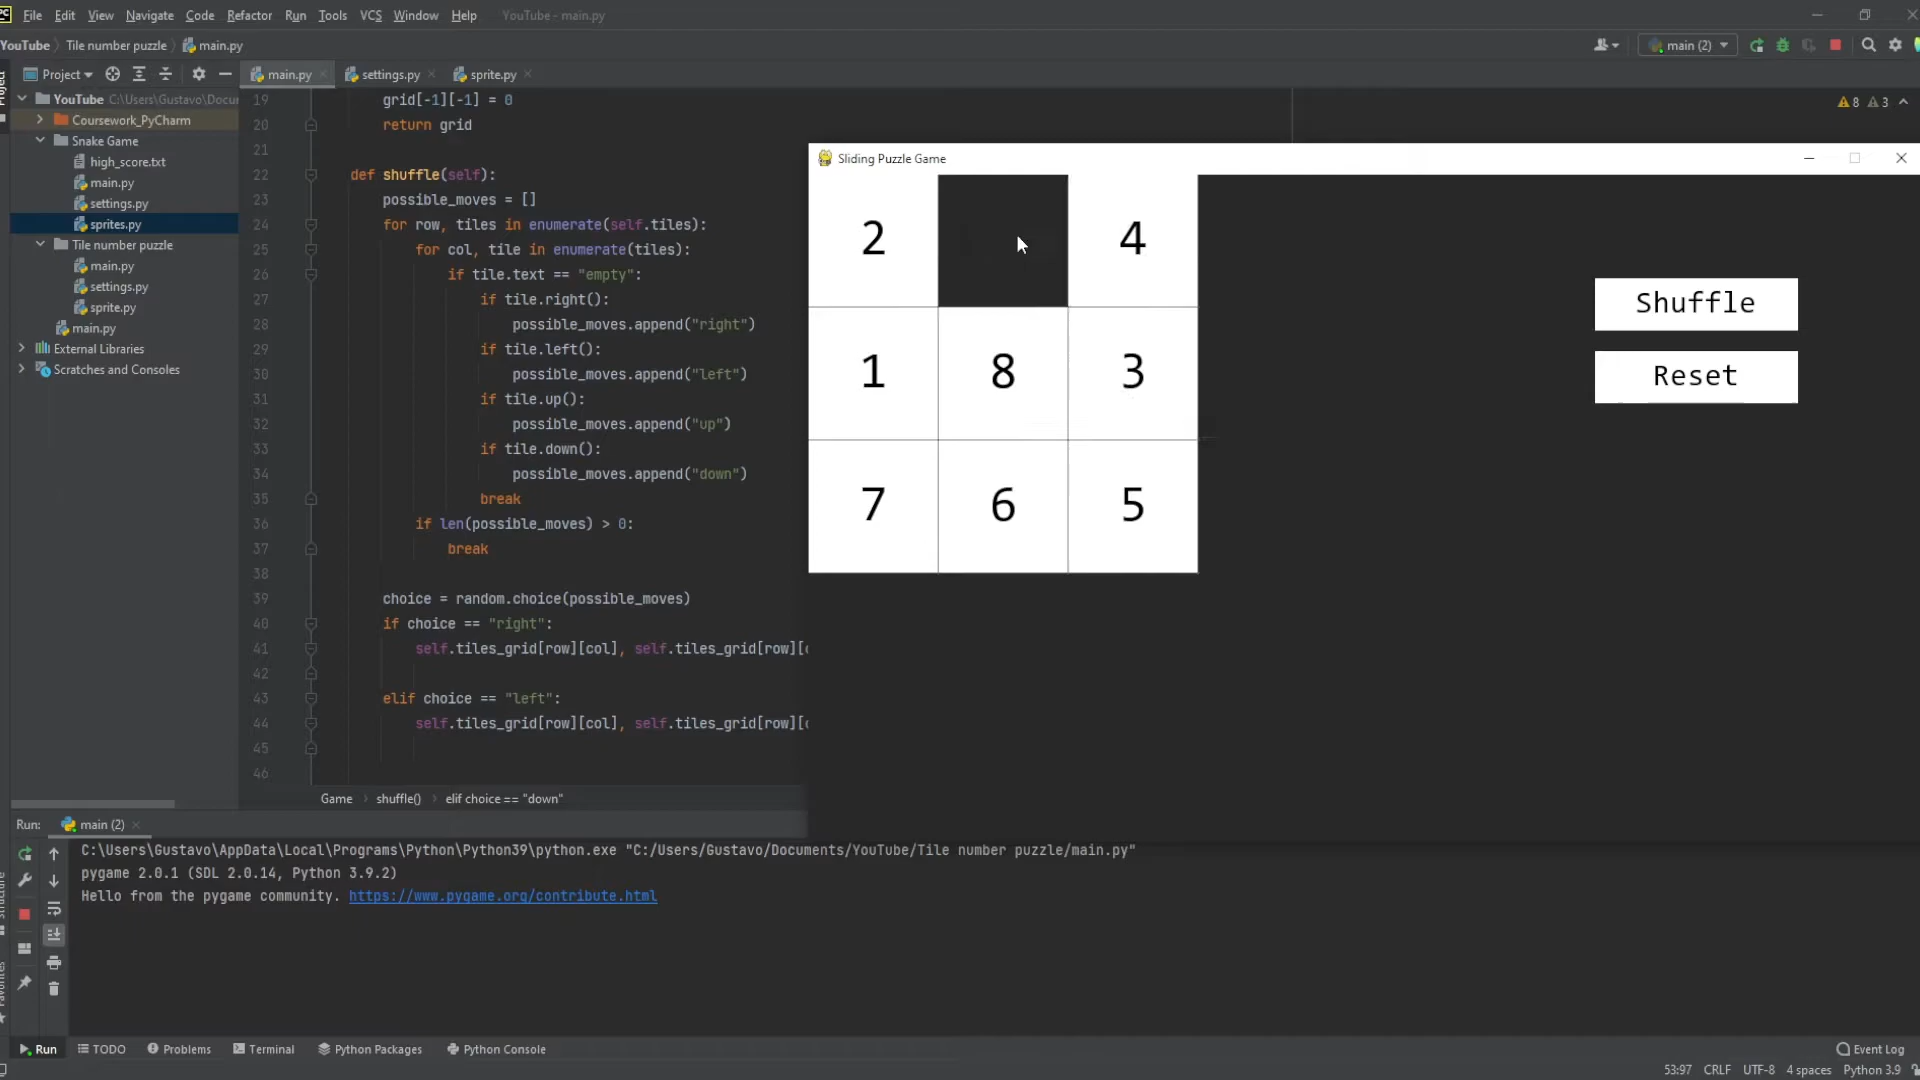 File Edit View Navigate Code Refactor Run Tools VCS Window Help YouTube - main.py
YouTube Tile number puzzle main.py main (2)
Project main.py settings.py sprite.py
YouTube C:\Users\Gustavo\Docu
Coursework_PyCharm
Snake Game
high_score.txt
main.py
settings.py
sprites.py
Tile number puzzle
main.py
settings.py
sprite.py
main.py
External Libraries
Scratches and Consoles
8 3
19 grid[-1][-1] = 0
20 return grid
21
22 def shuffle(self):
23 possible_moves = []
24 for row, tiles in enumerate(self.tiles):
25 for col, tile in enumerate(tiles):
26 if tile.text == "empty":
27 if tile.right():
28 possible_moves.append("right")
29 if tile.left():
30 possible_moves.append("left")
31 if tile.up():
32 possible_moves.append("up")
33 if tile.down():
34 possible_moves.append("down")
35 break
36 if len(possible_moves) > 0:
37 break
38
39 choice = random.choice(possible_moves)
40 if choice == "right":
41 self.tiles_grid[row][col], self.tiles_grid[row][c
42
43 elif choice == "left":
44 self.tiles_grid[row][col], self.tiles_grid[row][c
45
46
Game shuffle() elif choice == "down"
Sliding Puzzle Game
2 4
1 8 3
7 6 5
Shuffle
Reset
Run: main (2)
C:\Users\Gustavo\AppData\Local\Programs\Python\Python39\python.exe "C:/Users/Gustavo/Documents/YouTube/Tile number puzzle/main.py"
pygame 2.0.1 (SDL 2.0.14, Python 3.9.2)
Hello from the pygame community. https://www.pygame.org/contribute.html
Run TODO Problems Terminal Python Packages Python Console Event Log
53:97 CRLF UTF-8 4 spaces Python 3.9